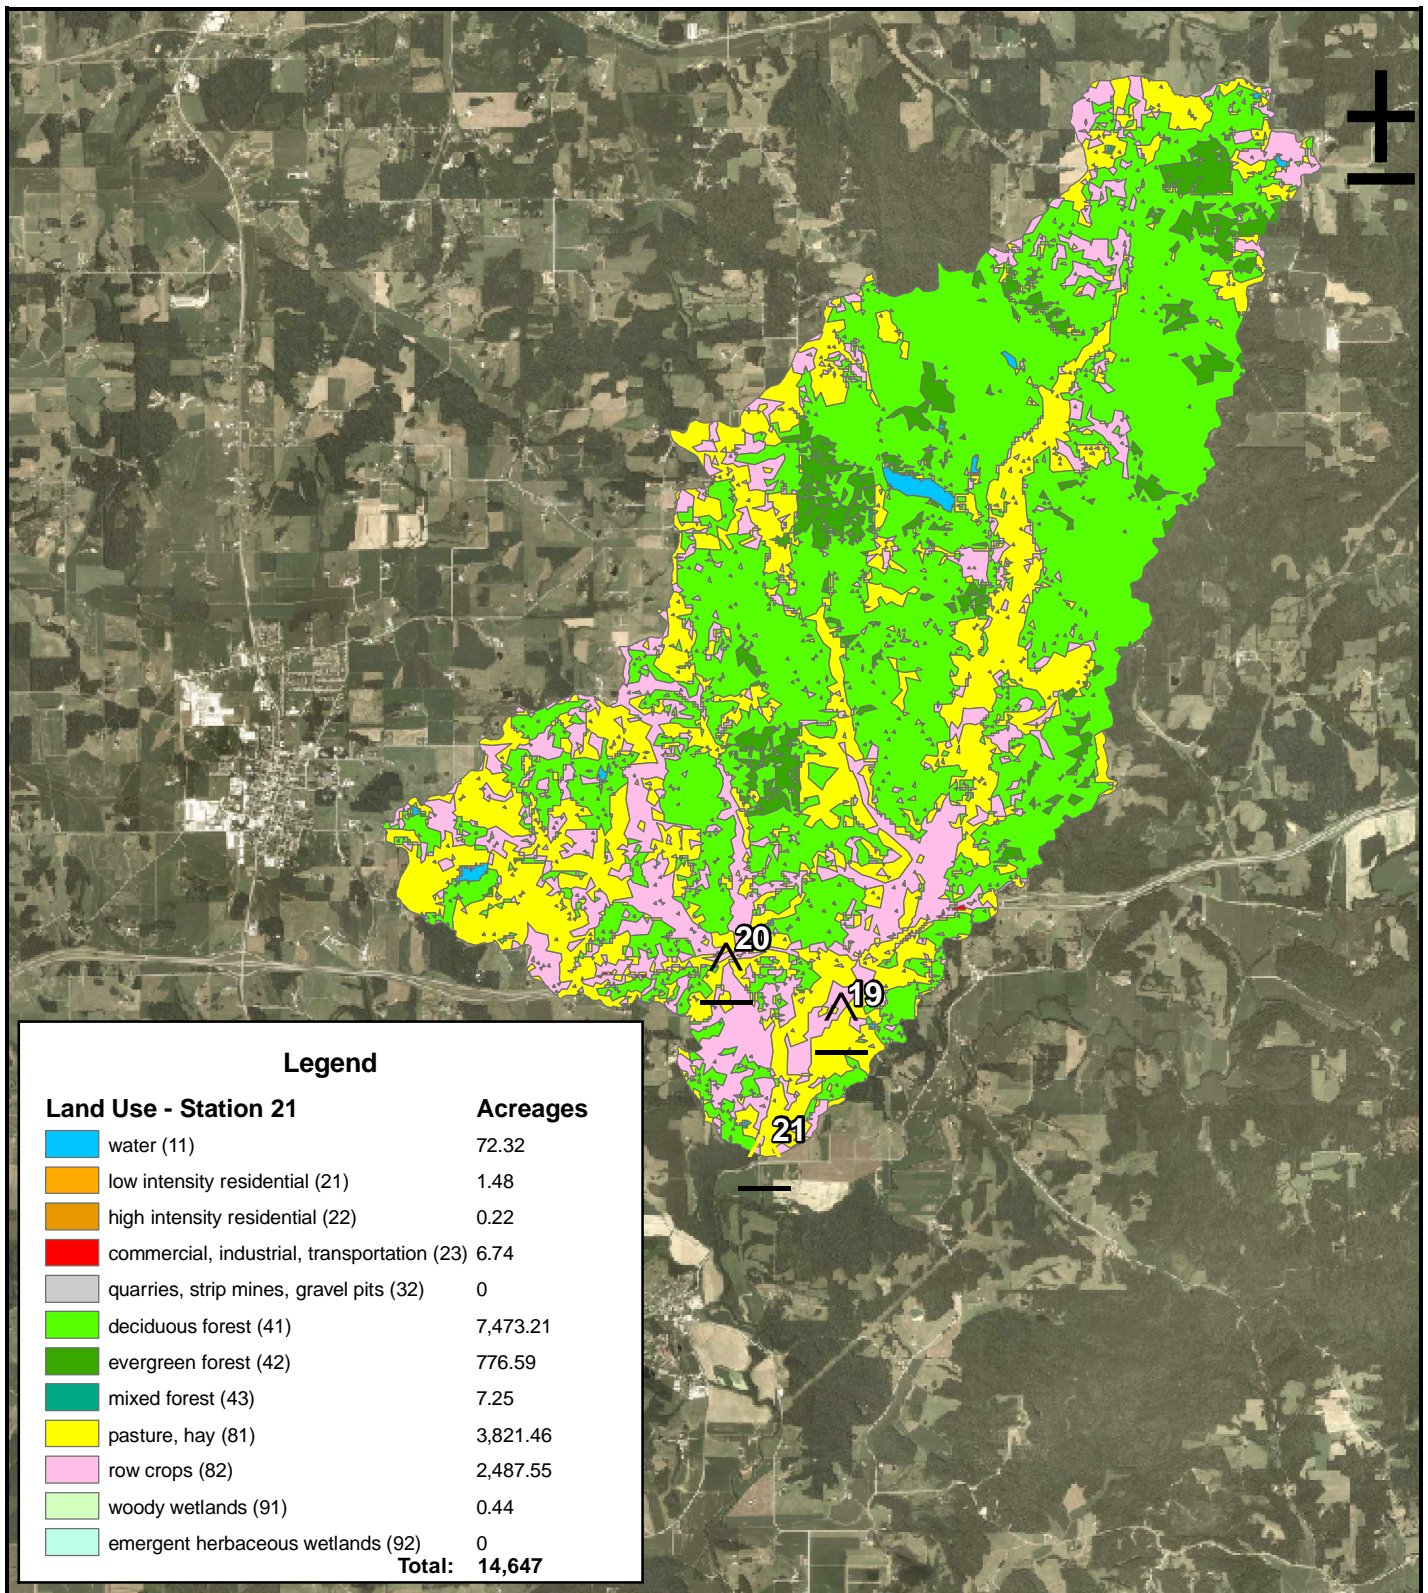 20
19
21
Legend
Land Use - Station 21 Acreages
water (11) 72.32
low intensity residential (21) 1.48
high intensity residential (22) 0.22
commercial, industrial, transportation (23) 6.74
quarries, strip mines, gravel pits (32) 0
deciduous forest (41) 7,473.21
evergreen forest (42) 776.59
mixed forest (43) 7.25
pasture, hay (81) 3,821.46
row crops (82) 2,487.55
woody wetlands (91) 0.44
emergent herbaceous wetlands (92) 0
Total: 14,647